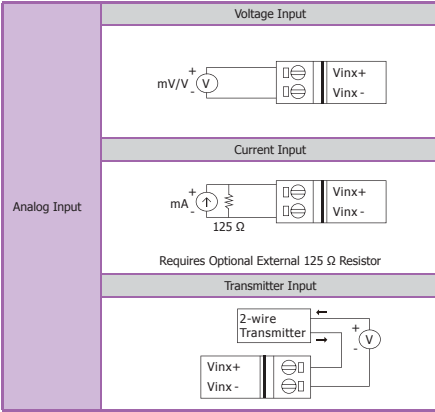 Analog Input
Voltage Input
mV/V
+
-
V
Vinx+
Vinx -
Current Input
mA
+
-
125 Ω
Vinx+
Vinx -
Requires Optional External 125 Ω Resistor
Transmitter Input
2-wire
Transmitter
+
-
V
Vinx+
Vinx -